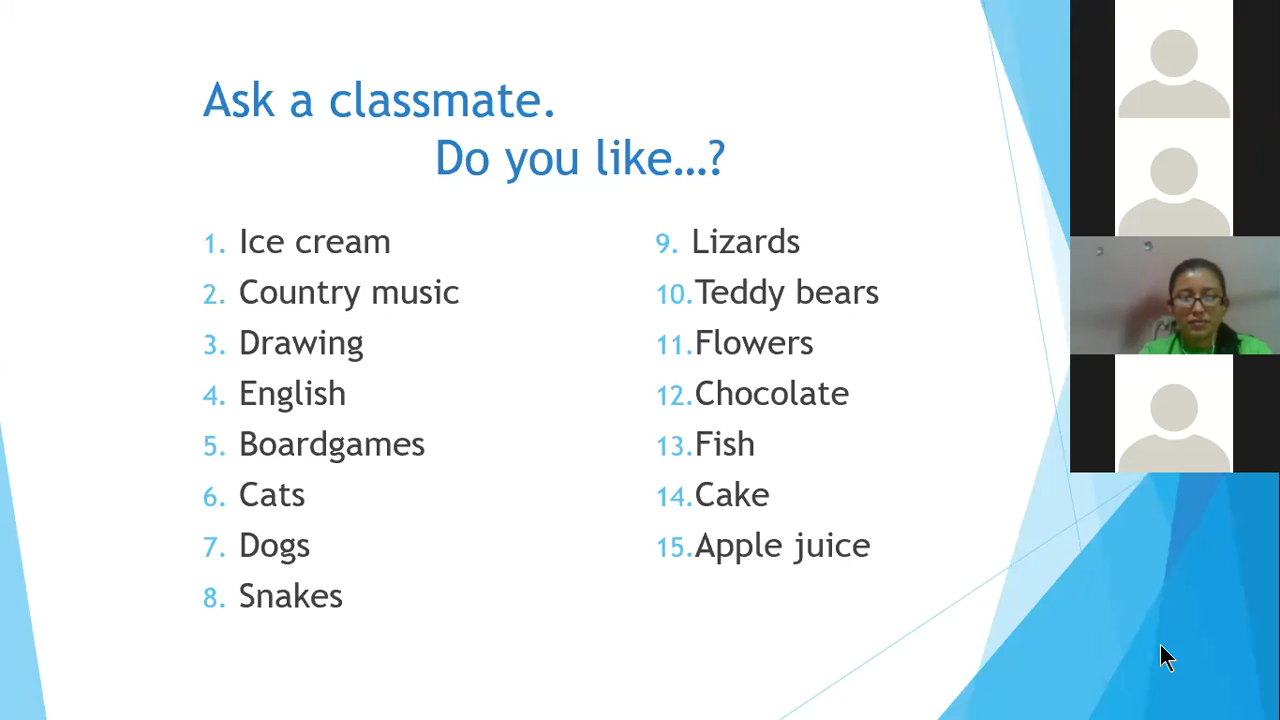 Ask a classmate.
Do you like...?
1. Ice cream
2. Country music
3. Drawing
4. English
5. Boardgames
6. Cats
7. Dogs
8. Snakes
9. Lizards
10.Teddy bears
11.Flowers
12.Chocolate
13.Fish
14.Cake
15.Apple juice